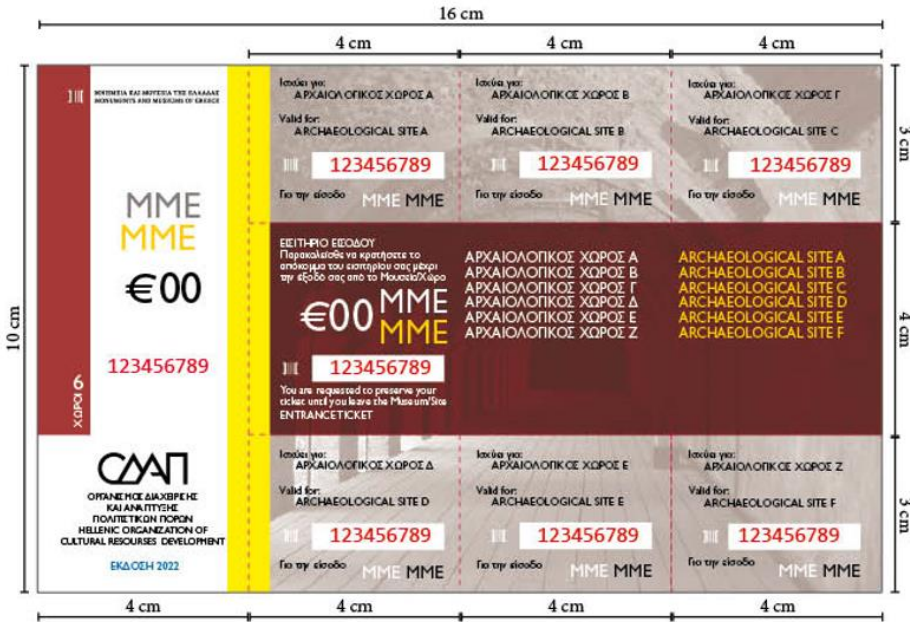 16 cm
4 cm
4 cm
4 cm
ΜΝΗΜΕΙΑ ΚΑΙ ΜΟΥΣΕΙΑ ΤΗΣ ΕΛΛΑΔΑΣ
MONUMENTS AND MUSEUMS OF GREECE
MME
MME
€00
123456789
ΧΩΡΟΙ 6
10 cm
Ισχύει για:
ΑΡΧΑΙΟΛΟΓΙΚΟΣ ΧΩΡΟΣ Α
Valid for:
ARCHAEOLOGICAL SITE A
123456789
Για την είσοδο
MME MME
Ισχύει για:
ΑΡΧΑΙΟΛΟΓΙΚΟΣ ΧΩΡΟΣ Β
Valid for:
ARCHAEOLOGICAL SITE B
123456789
Για την είσοδο
MME MME
Ισχύει για:
ΑΡΧΑΙΟΛΟΓΙΚΟΣ ΧΩΡΟΣ Γ
Valid for:
ARCHAEOLOGICAL SITE C
123456789
Για την είσοδο
MME MME
3 cm
ΕΙΣΙΤΗΡΙΟ ΕΙΣΟΔΟΥ
Παρακαλείσθε να κρατήσετε το
απόκομμα του εισιτηρίου σας μέχρι
την έξοδό σας από το Μουσείο/Χώρο
€00 MME
MME
123456789
You are requested to preserve your
ticket until you leave the Museum/Site
ENTRANCE TICKET
ΑΡΧΑΙΟΛΟΓΙΚΟΣ ΧΩΡΟΣ Α
ΑΡΧΑΙΟΛΟΓΙΚΟΣ ΧΩΡΟΣ Β
ΑΡΧΑΙΟΛΟΓΙΚΟΣ ΧΩΡΟΣ Γ
ΑΡΧΑΙΟΛΟΓΙΚΟΣ ΧΩΡΟΣ Δ
ΑΡΧΑΙΟΛΟΓΙΚΟΣ ΧΩΡΟΣ Ε
ΑΡΧΑΙΟΛΟΓΙΚΟΣ ΧΩΡΟΣ Ζ
ARCHAEOLOGICAL SITE A
ARCHAEOLOGICAL SITE B
ARCHAEOLOGICAL SITE C
ARCHAEOLOGICAL SITE D
ARCHAEOLOGICAL SITE E
ARCHAEOLOGICAL SITE F
4 cm
ΟΔΑΠ
ΟΡΓΑΝΙΣΜΟΣ ΔΙΑΧΕΙΡΙΣΗΣ
ΚΑΙ ΑΝΑΠΤΥΞΗΣ
ΠΟΛΙΤΙΣΤΙΚΩΝ ΠΟΡΩΝ
HELLENIC ORGANIZATION OF
CULTURAL RESOURSES DEVELOPMENT
ΕΚΔΟΣΗ 2022
Ισχύει για:
ΑΡΧΑΙΟΛΟΓΙΚΟΣ ΧΩΡΟΣ Δ
Valid for:
ARCHAEOLOGICAL SITE D
123456789
Για την είσοδο
MME MME
Ισχύει για:
ΑΡΧΑΙΟΛΟΓΙΚΟΣ ΧΩΡΟΣ Ε
Valid for:
ARCHAEOLOGICAL SITE E
123456789
Για την είσοδο
MME MME
Ισχύει για:
ΑΡΧΑΙΟΛΟΓΙΚΟΣ ΧΩΡΟΣ Ζ
Valid for:
ARCHAEOLOGICAL SITE F
123456789
Για την είσοδο
MME MME
3 cm
4 cm
4 cm
4 cm
4 cm